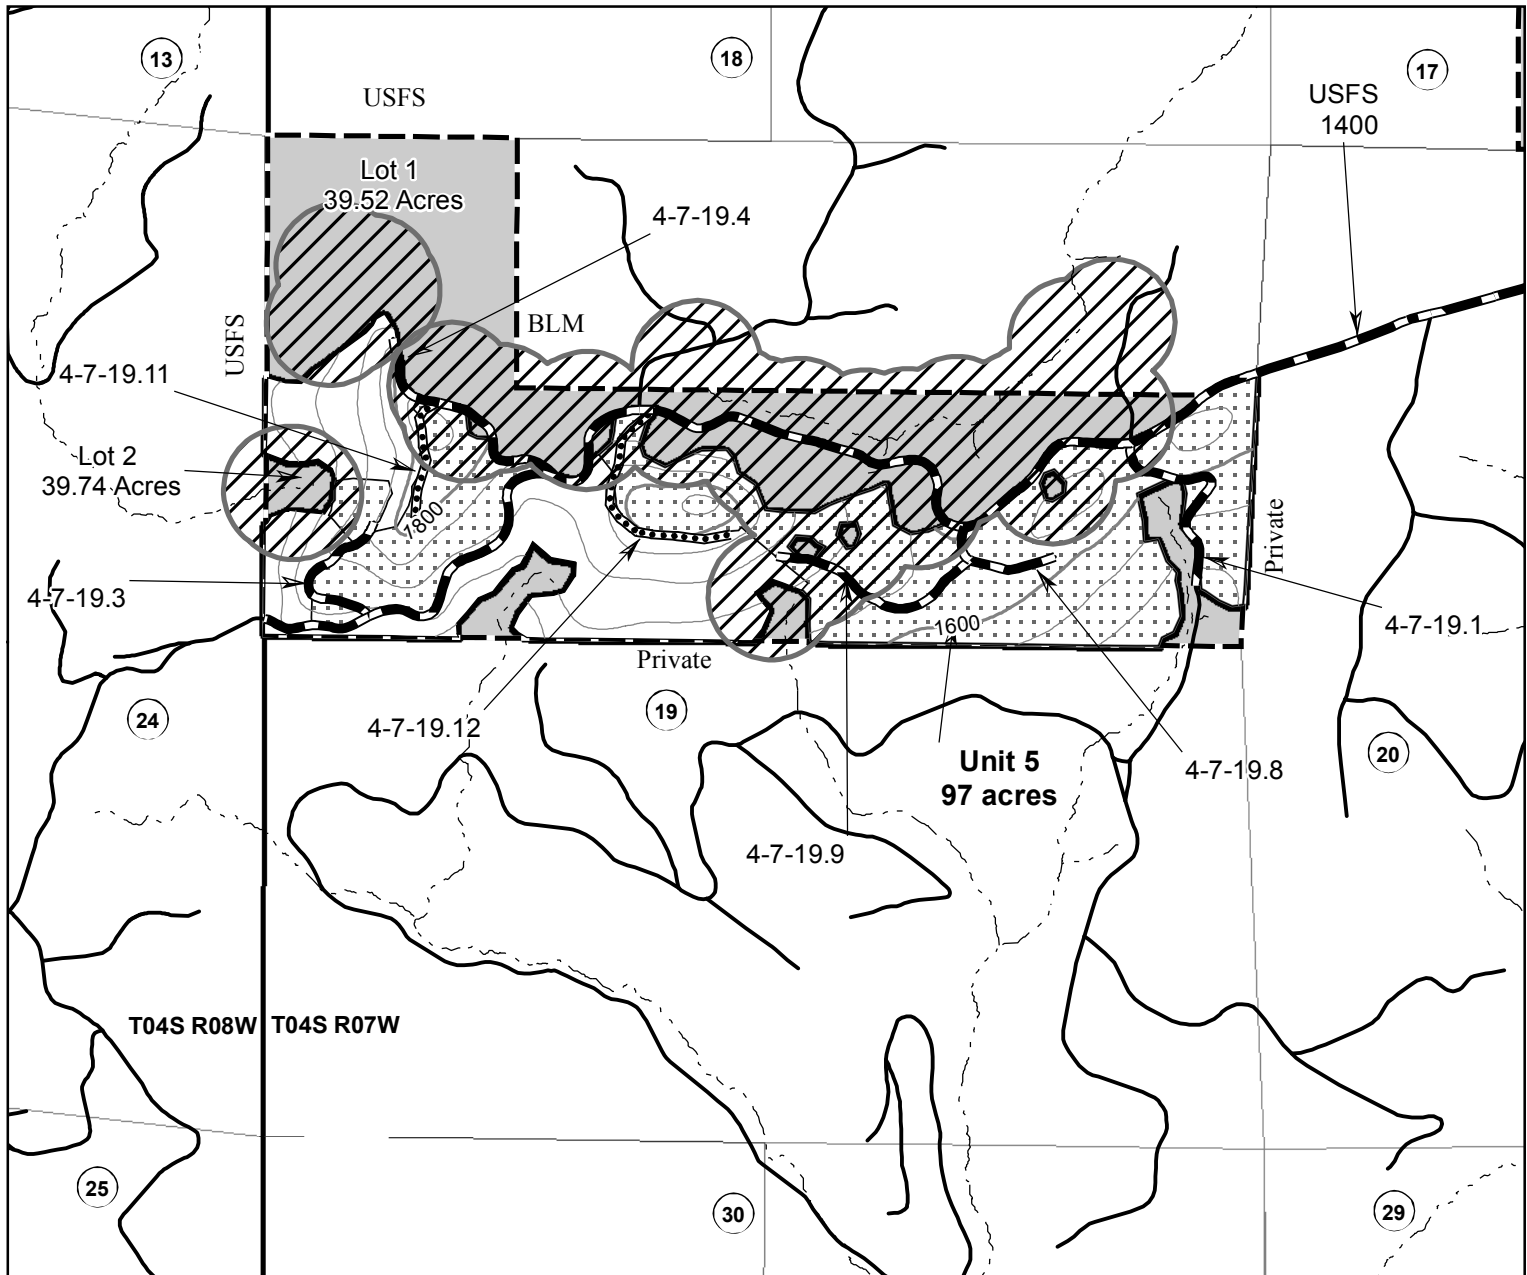 13
18
17
USFS
USFS
1400
Lot 1
39.52 Acres
4-7-19.4
USFS
BLM
4-7-19.11
Lot 2
39.74 Acres
1800
4-7-19.3
Private
1600
4-7-19.1
Private
24
19
4-7-19.12
20
Unit 5
97 acres
4-7-19.8
4-7-19.9
T04S R08W
T04S R07W
25
30
29